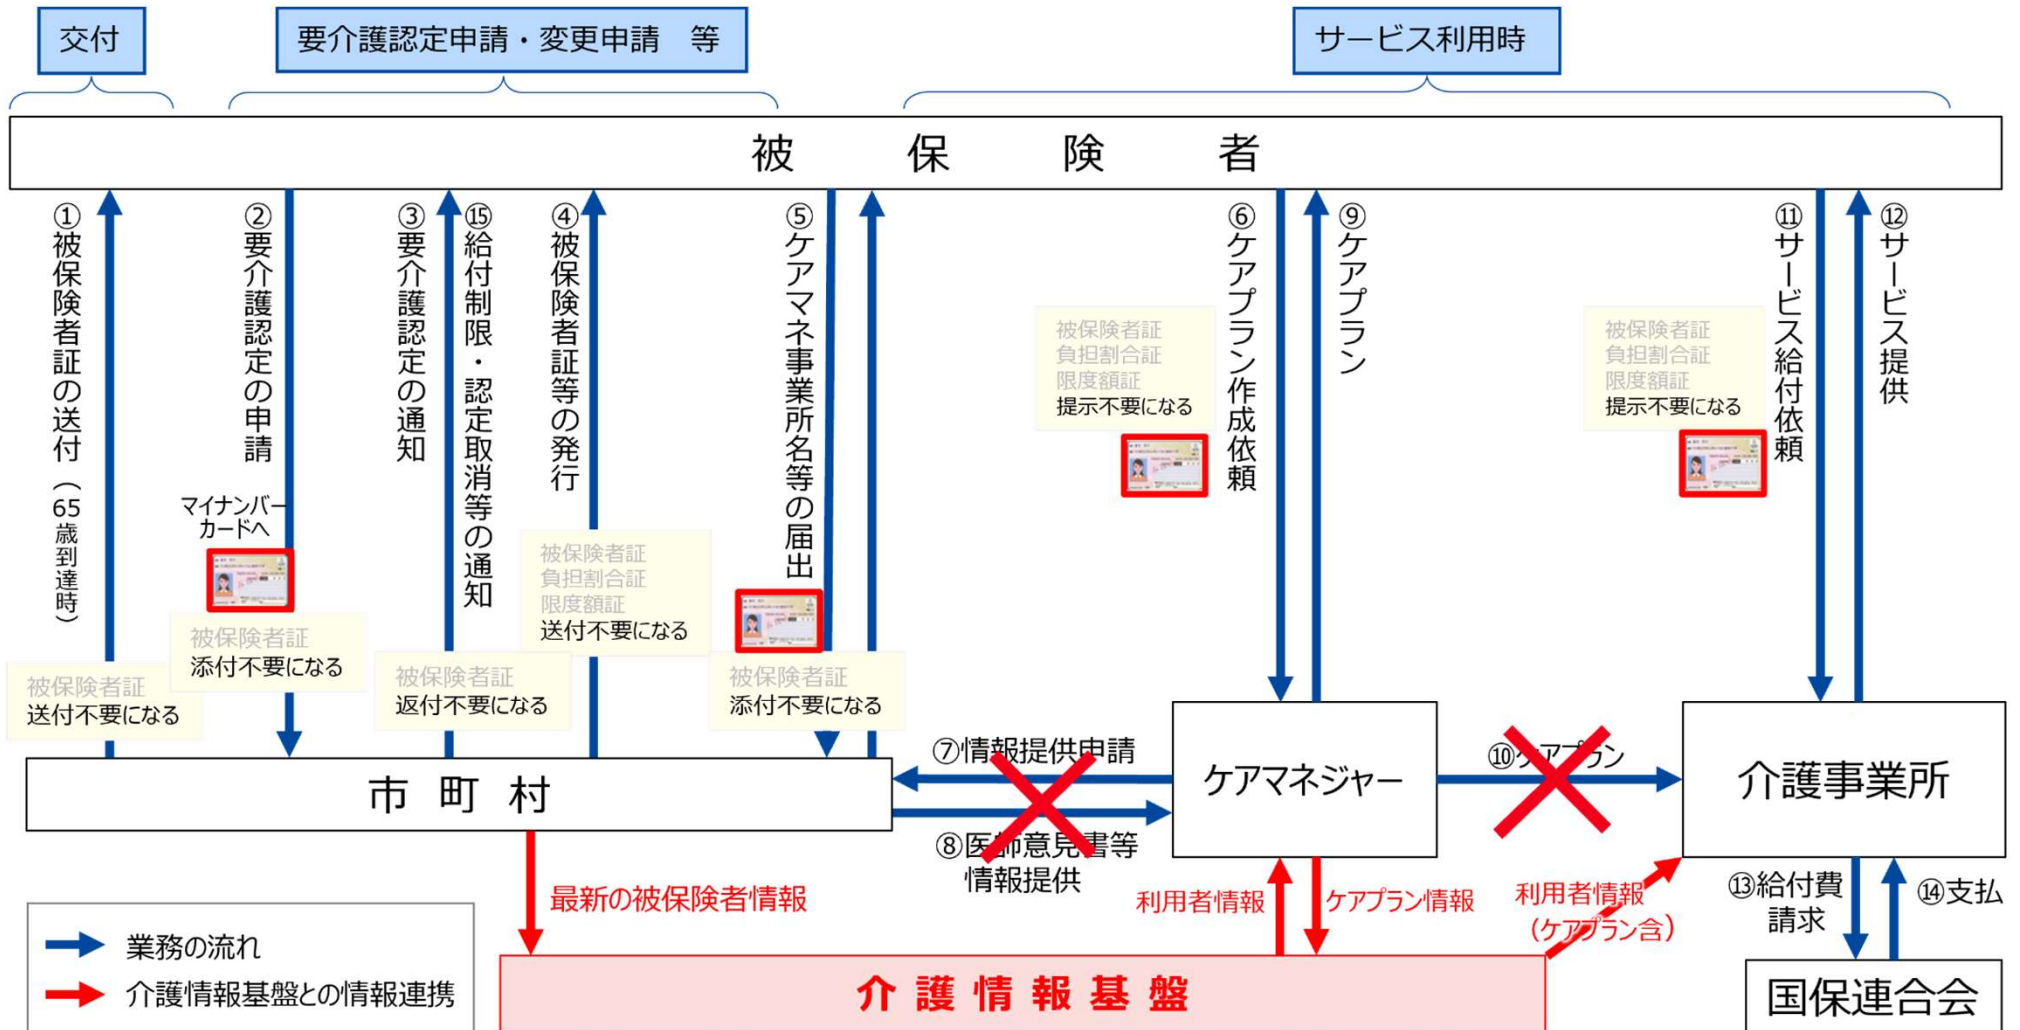 交付
要介護認定申請・変更申請　等
サービス利用時
被保険者
①被保険者証の送付（65歳到達時）
②要介護認定の申請
③要介護認定の通知
⑮給付制限・認定取消等の通知
④被保険者証等の発行
⑤ケアマネ事業所名等の届出
⑥ケアプラン作成依頼
⑨ケアプラン
⑪サービス給付依頼
⑫サービス提供
被保険者証
送付不要になる
マイナンバー
カードへ
被保険者証
添付不要になる
被保険者証
返付不要になる
被保険者証
負担割合証
限度額証
送付不要になる
被保険者証
添付不要になる
被保険者証
負担割合証
限度額証
提示不要になる
被保険者証
負担割合証
限度額証
提示不要になる
市町村
⑦情報提供申請
⑧医師意見書等
情報提供
ケアマネジャー
⑩ケアプラン
介護事業所
最新の被保険者情報
利用者情報
ケアプラン情報
利用者情報
（ケアプラン含）
⑬給付費
請求
⑭支払
業務の流れ
介護情報基盤との情報連携
介護情報基盤
国保連合会